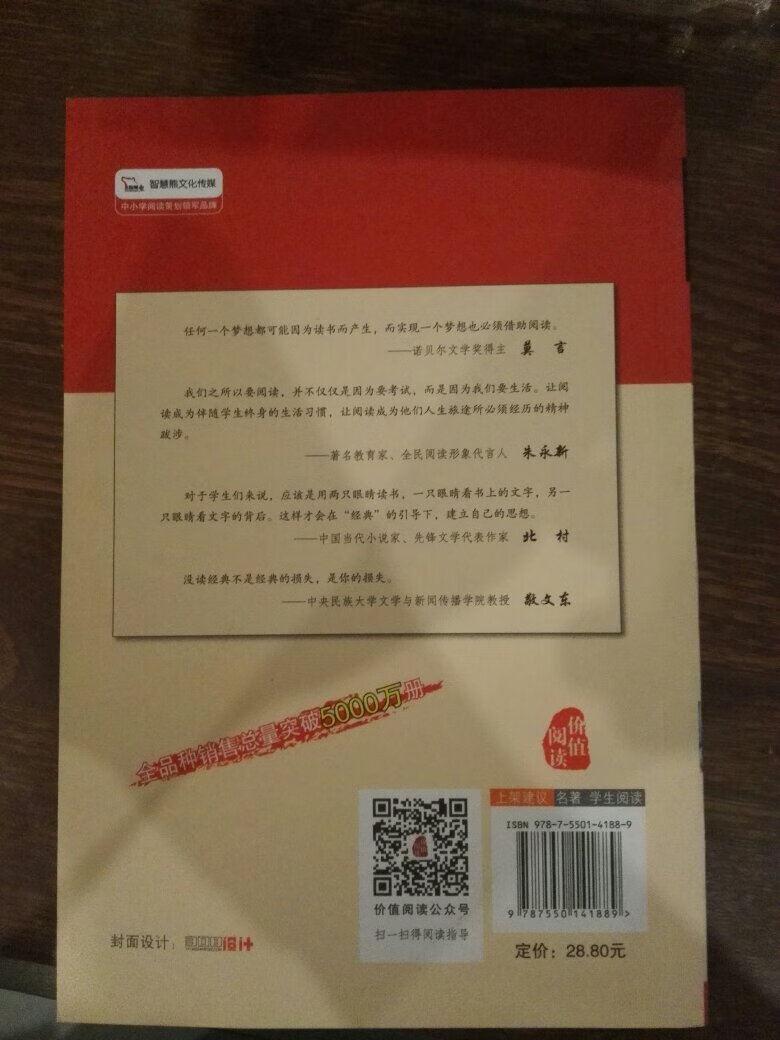 智慧熊文化传媒
中小学阅读策划领军品牌
任何一个梦想都可能因为读书而产生，而实现一个梦想也必须借助阅读。
——诺贝尔文学奖得主 莫言
我们之所以要阅读，并不仅仅是因为要考试，而是因为我们要生活。让阅
读成为伴随学生终身的生活习惯，让阅读成为他们人生旅途所必须经历的精神
跋涉。
——著名教育家、全民阅读形象代言人 朱永新
对于学生们来说，应该是用两只眼睛读书，一只眼睛看书上的文字，另一
只眼睛看文字的背后。这样才会在“经典”的引导下，建立自己的思想。
——中国当代小说家、先锋文学代表作家 北村
没读经典不是经典的损失，是你的损失。
——中央民族大学文学与新闻传播学院教授 敬文东
全品种销售总量突破5000万册
价值
阅读
上架建议 名著 学生阅读
ISBN 978-7-5501-4188-9
9 787550 141889>
定价：28.80元
价值阅读公众号
扫一扫得阅读指导
封面设计：